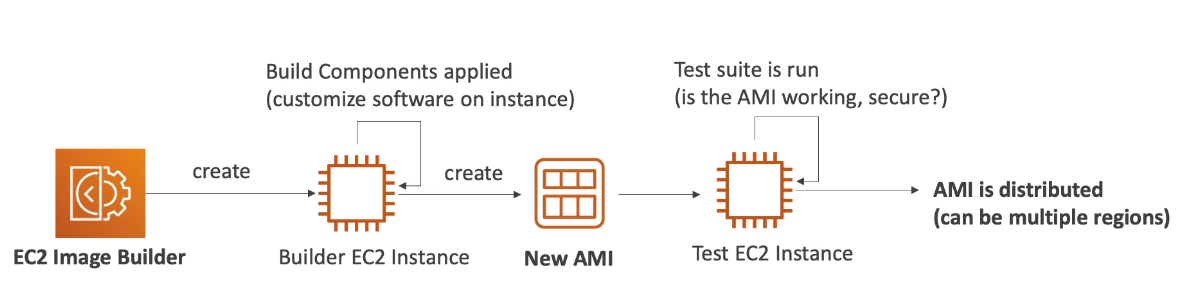 Build Components applied
(customize software on instance)
Test suite is run
(is the AMI working, secure?)
create
create
EC2 Image Builder
Builder EC2 Instance
New AMI
Test EC2 Instance
AMI is distributed
(can be multiple regions)